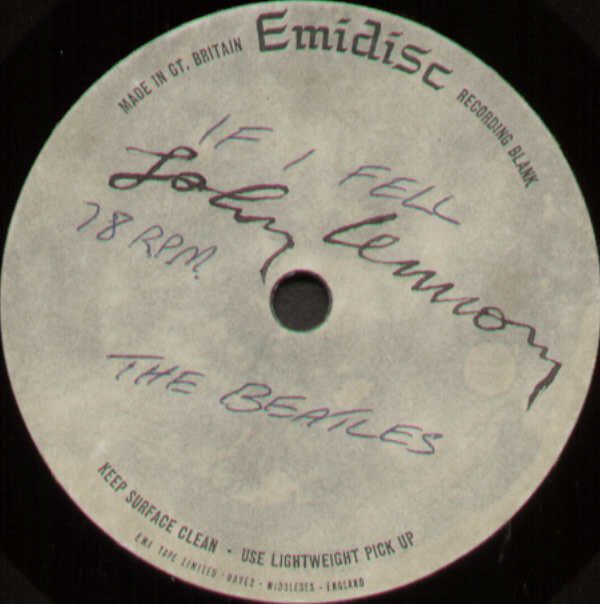 Emidisc
MADE IN GT. BRITAIN
RECORDING BLANK
IF I FELL
John Lennon
78 RPM.
THE BEATLES
KEEP SURFACE CLEAN · USE LIGHTWEIGHT PICK UP
EMI TAPE LIMITED · HAYES · MIDDLESEX · ENGLAND